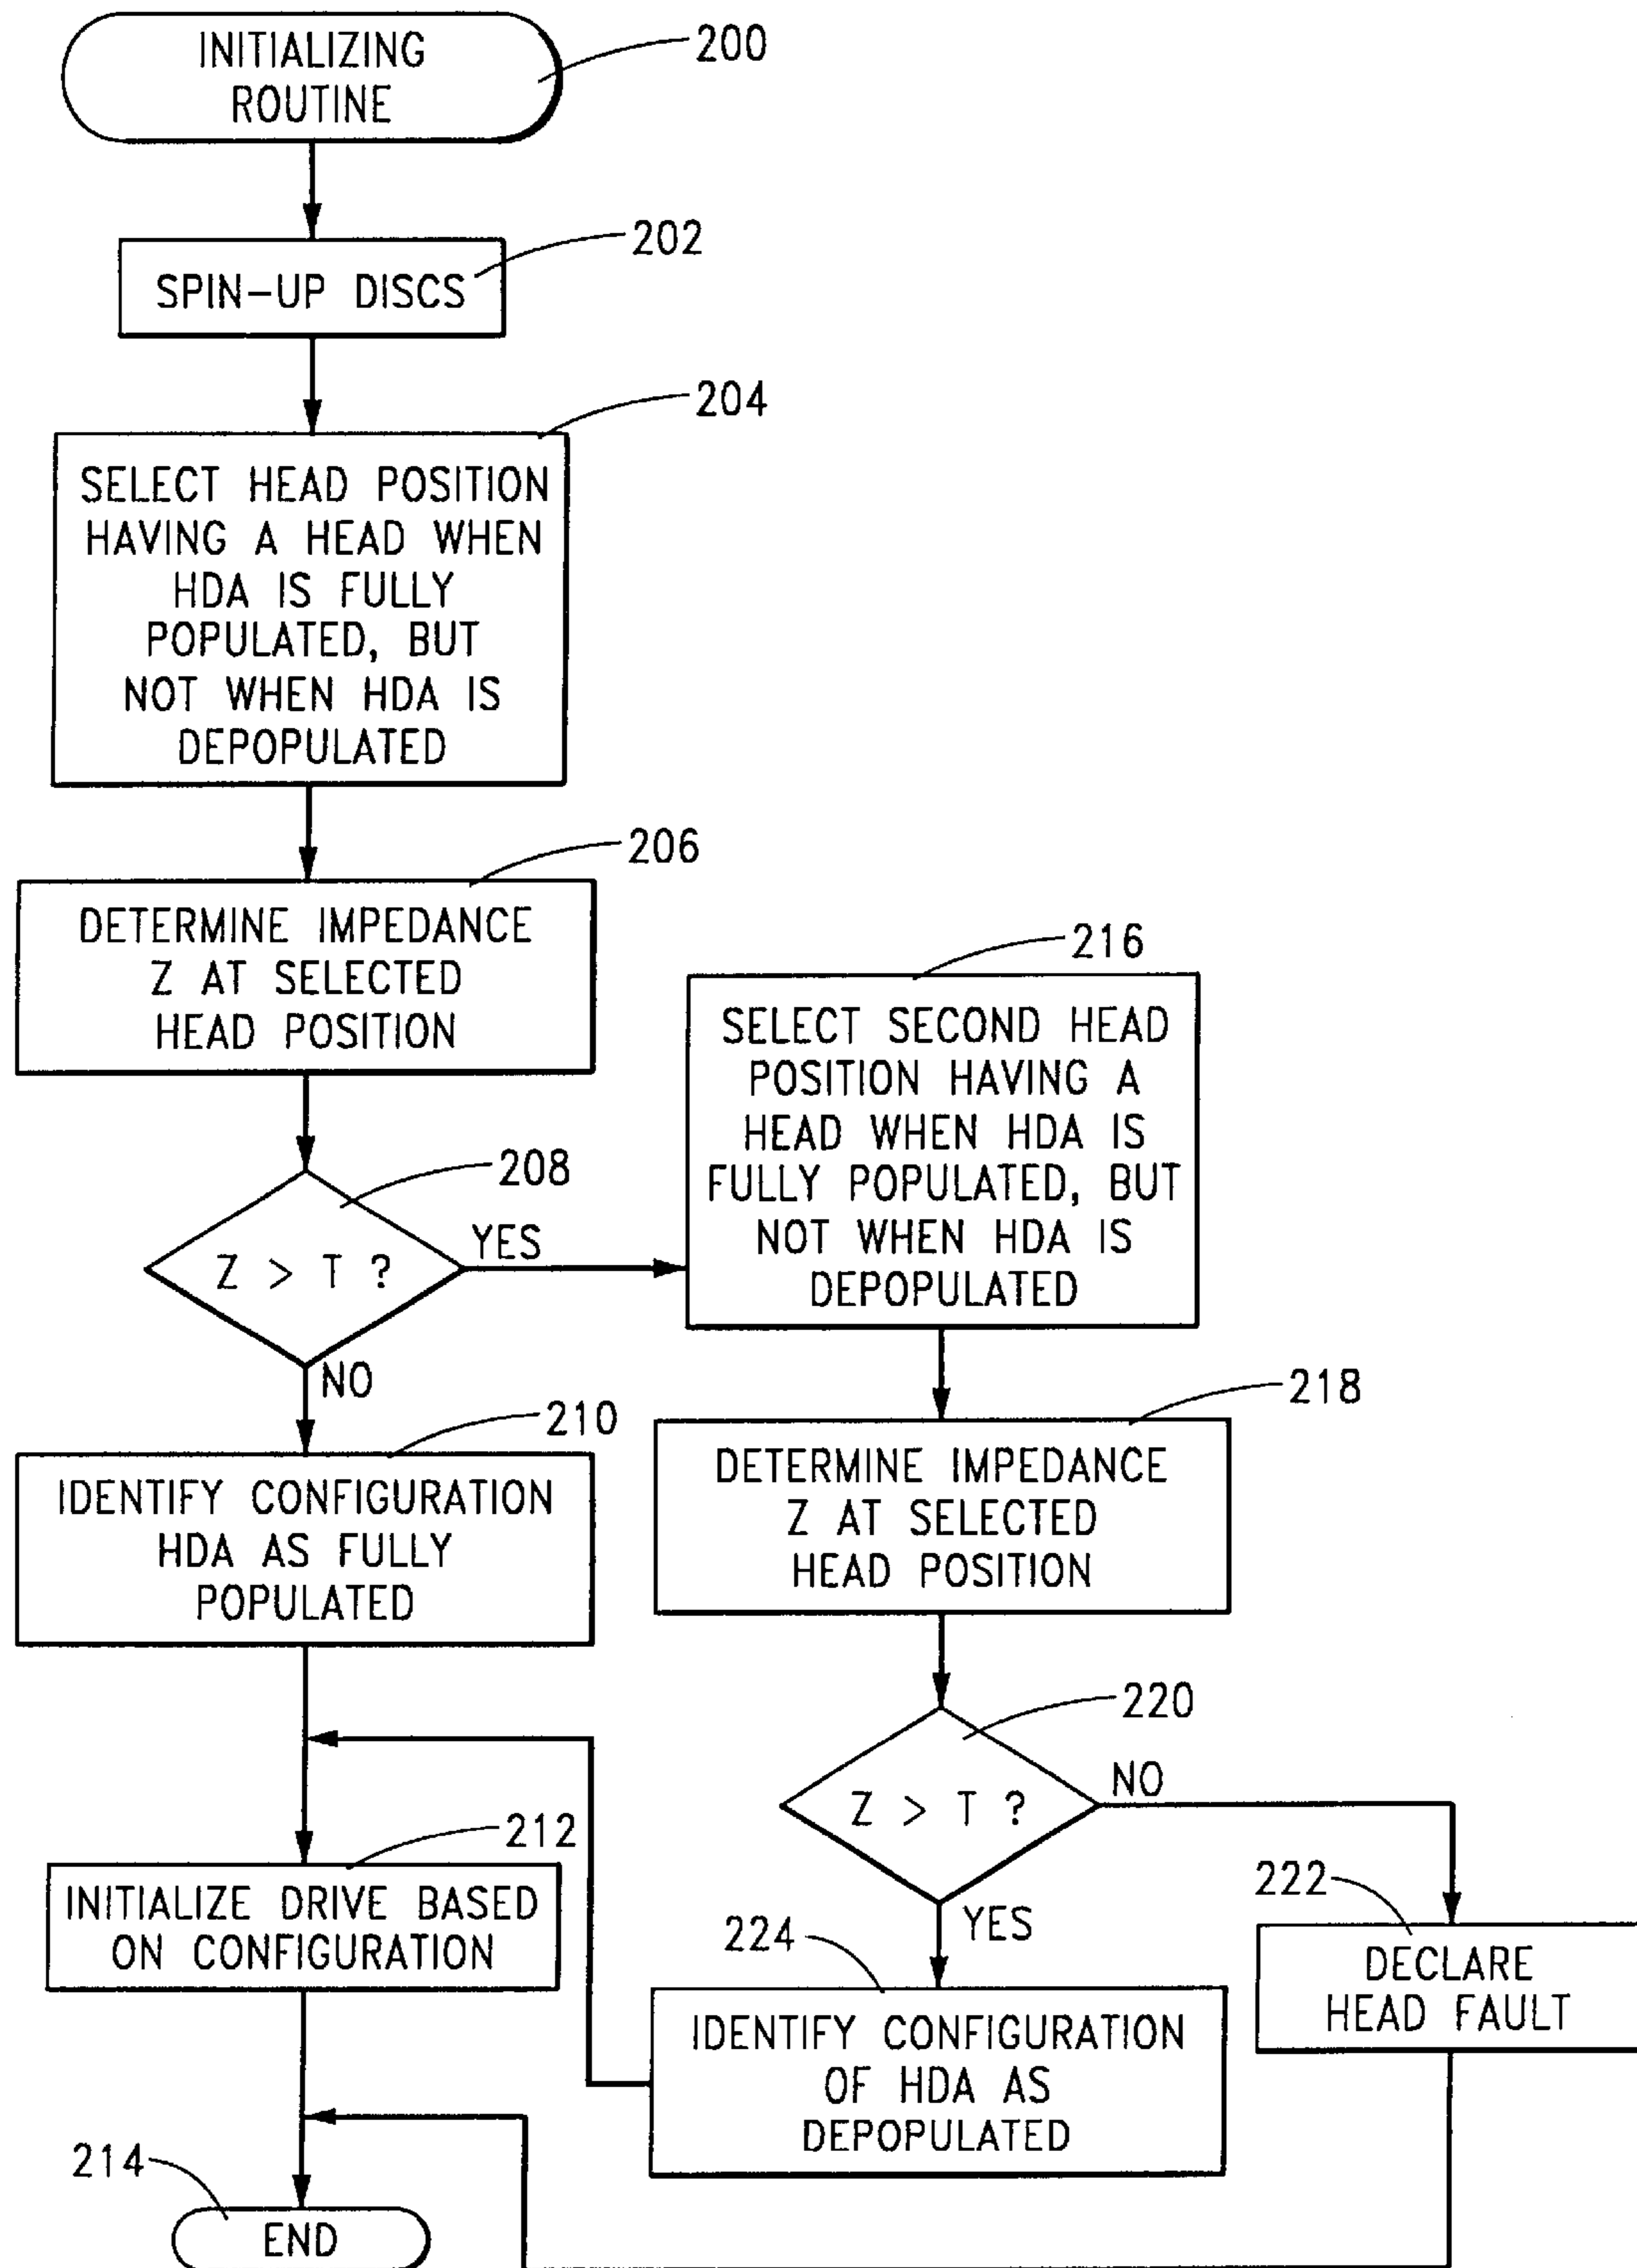 INITIALIZING
ROUTINE
200
202
SPIN-UP DISCS
204
SELECT HEAD POSITION
HAVING A HEAD WHEN
HDA IS FULLY
POPULATED, BUT
NOT WHEN HDA IS
DEPOPULATED
206
DETERMINE IMPEDANCE
Z AT SELECTED
HEAD POSITION
208
Z > T ?
YES
NO
210
IDENTIFY CONFIGURATION
HDA AS FULLY
POPULATED
212
INITIALIZE DRIVE BASED
ON CONFIGURATION
214
END
216
SELECT SECOND HEAD
POSITION HAVING A
HEAD WHEN HDA IS
FULLY POPULATED, BUT
NOT WHEN HDA IS
DEPOPULATED
218
DETERMINE IMPEDANCE
Z AT SELECTED
HEAD POSITION
220
Z > T ?
NO
YES
222
DECLARE
HEAD FAULT
224
IDENTIFY CONFIGURATION
OF HDA AS
DEPOPULATED